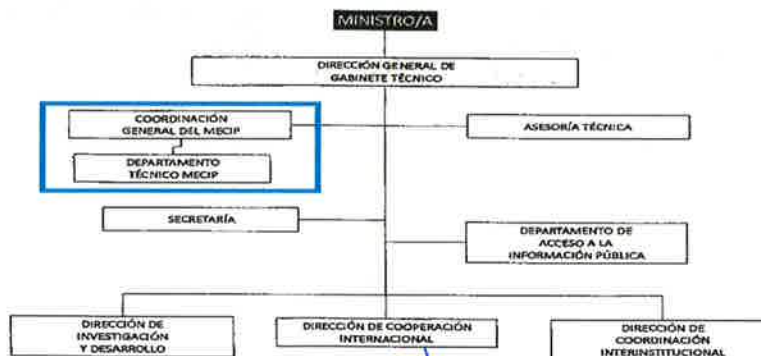 MINISTRO/A
DIRECCIÓN GENERAL DE
GABINETE TÉCNICO
COORDINACIÓN
GENERAL DEL MECIP
ASESORÍA TÉCNICA
DEPARTAMENTO
TÉCNICO MECIP
SECRETARÍA
DEPARTAMENTO DE
ACCESO A LA
INFORMACIÓN PÚBLICA
DIRECCIÓN DE
INVESTIGACIÓN
Y DESARROLLO
DIRECCIÓN DE COOPERACIÓN
INTERNACIONAL
DIRECCIÓN DE
COORDINACIÓN
INTERINSTITUCIONAL